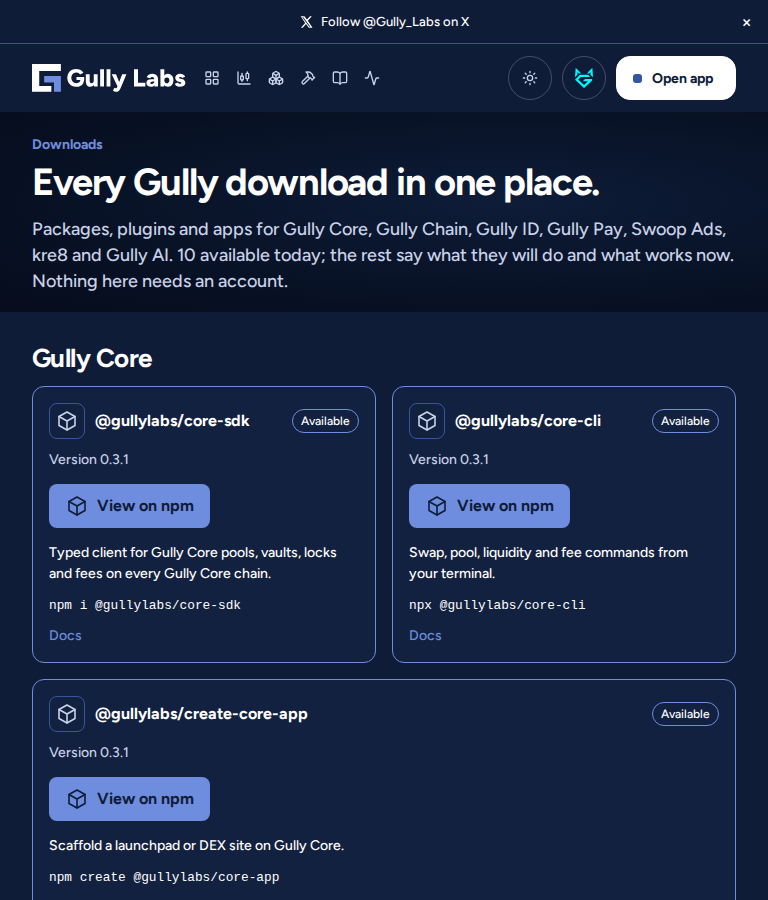 Follow @Gully_Labs on X
×
Gully Labs
Open app
Downloads
Every Gully download in one place.
Packages, plugins and apps for Gully Core, Gully Chain, Gully ID, Gully Pay, Swoop Ads,
kre8 and Gully AI. 10 available today; the rest say what they will do and what works now.
Nothing here needs an account.
Gully Core
@gullylabs/core-sdk
Available
Version 0.3.1
View on npm
Typed client for Gully Core pools, vaults, locks
and fees on every Gully Core chain.
npm i @gullylabs/core-sdk
Docs
@gullylabs/core-cli
Available
Version 0.3.1
View on npm
Swap, pool, liquidity and fee commands from
your terminal.
npx @gullylabs/core-cli
Docs
@gullylabs/create-core-app
Available
Version 0.3.1
View on npm
Scaffold a launchpad or DEX site on Gully Core.
npm create @gullylabs/core-app